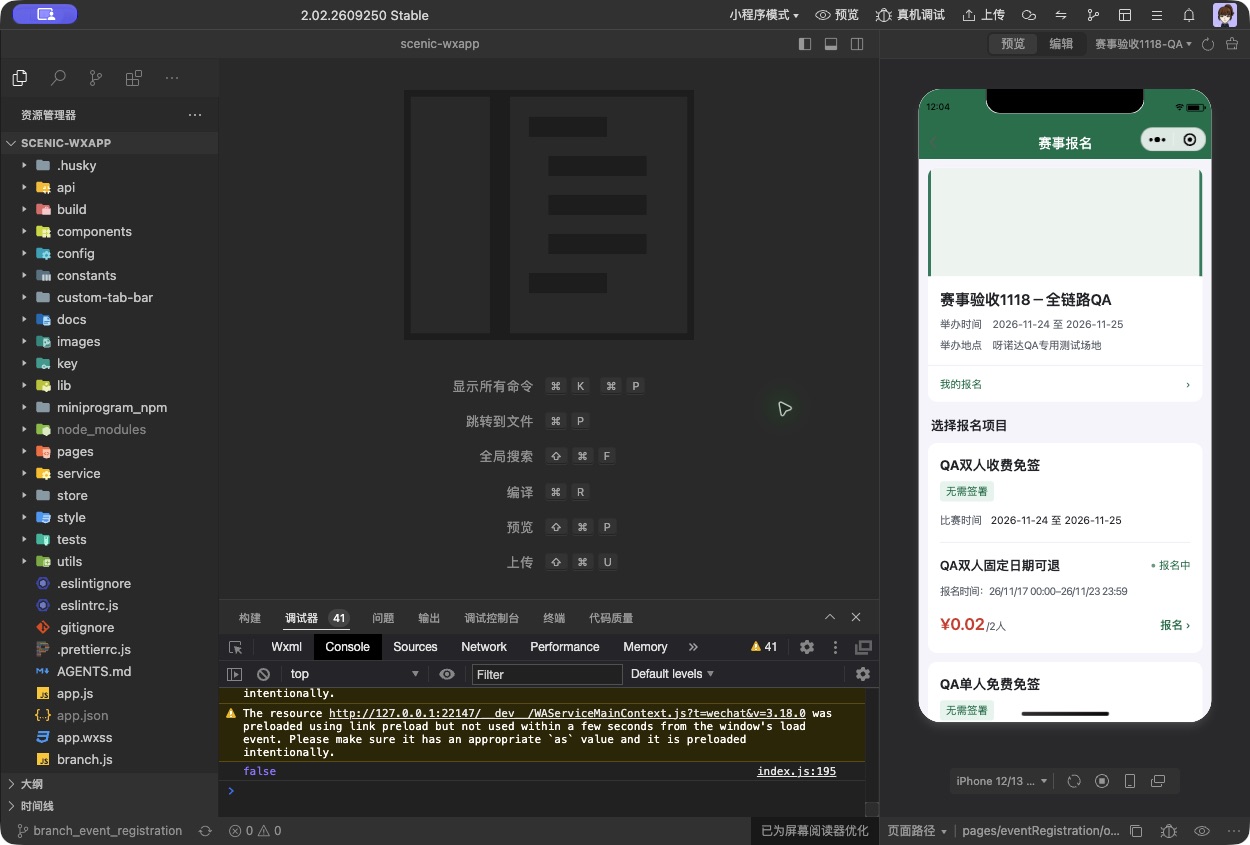 2.02.2609250 Stable
小程序模式 预览 真机调试 上传
scenic-wxapp
预览 编辑 赛事验收1118-QA
资源管理器
SCENIC-WXAPP
.husky
api
build
components
config
constants
custom-tab-bar
docs
images
key
lib
miniprogram_npm
node_modules
pages
service
store
style
tests
utils
.eslintignore
.eslintrc.js
.gitignore
.prettierrc.js
AGENTS.md
app.js
app.json
app.wxss
branch.js
大纲
时间线
显示所有命令 ⌘ K ⌘ P
跳转到文件 ⌘ P
全局搜索 ⇧ ⌘ F
编译 ⌘ R
预览 ⇧ ⌘ P
上传 ⇧ ⌘ U
构建 调试器 41 问题 输出 调试控制台 终端 代码质量
Wxml Console Sources Network Performance Memory » 41
top Filter Default levels
intentionally.
The resource http://127.0.0.1:22147/__dev__/WAServiceMainContext.js?t=wechat&v=3.18.0 was
preloaded using link preload but not used within a few seconds from the window's load
event. Please make sure it has an appropriate `as` value and it is preloaded
intentionally.
false index.js:195
12:04
赛事报名
赛事验收1118－全链路QA
举办时间 2026-11-24 至 2026-11-25
举办地点 呀诺达QA专用测试场地
我的报名 ›
选择报名项目
QA双人收费免签
无需签署
比赛时间 2026-11-24 至 2026-11-25
QA双人固定日期可退 • 报名中
报名时间：26/11/17 00:00–26/11/23 23:59
¥0.02/2人 报名 ›
QA单人免费免签
无需签署
iPhone 12/13 ...
branch_event_registration 0 0 已为屏幕阅读器优化 页面路径 pages/eventRegistration/o...